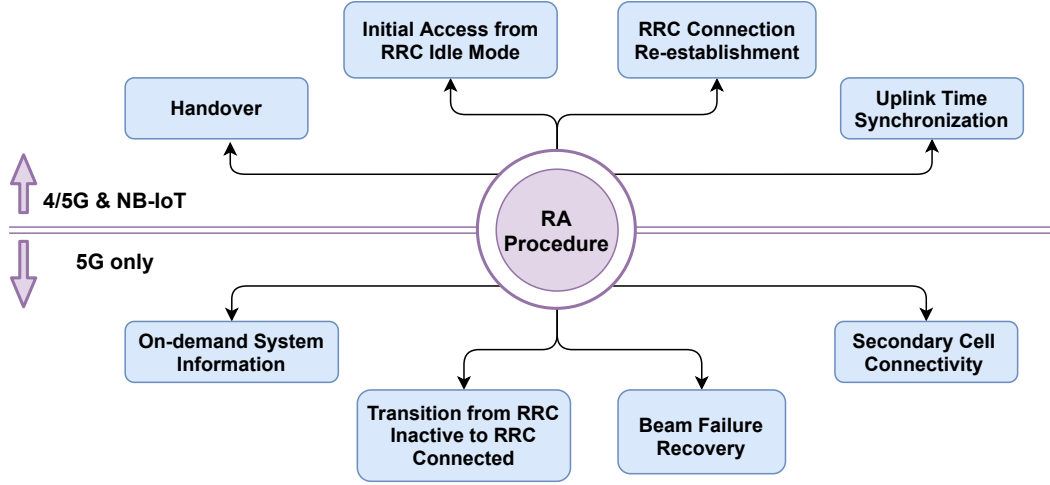 Initial Access from
RRC Idle Mode
RRC Connection
Re-establishment
Handover
Uplink Time
Synchronization
4/5G & NB-IoT
RA
Procedure
5G only
On-demand System
Information
Secondary Cell
Connectivity
Transition from RRC
Inactive to RRC
Connected
Beam Failure
Recovery